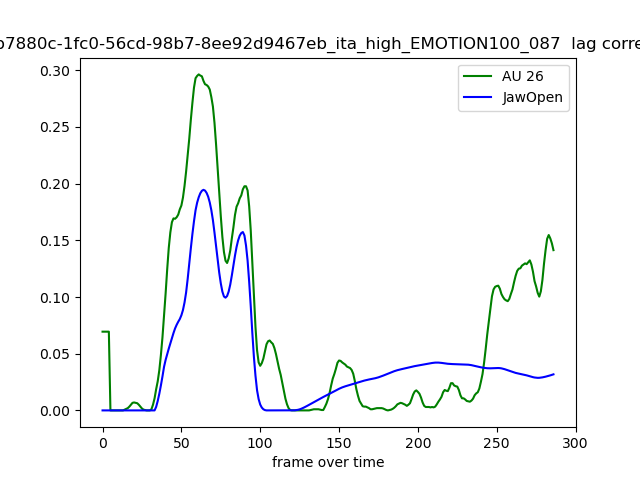 b7880c-1fc0-56cd-98b7-8ee92d9467eb_ita_high_EMOTION100_087 lag corre
AU 26
JawOpen
0.30
0.25
0.20
0.15
0.10
0.05
0.00
0 50 100 150 200 250 300
frame over time